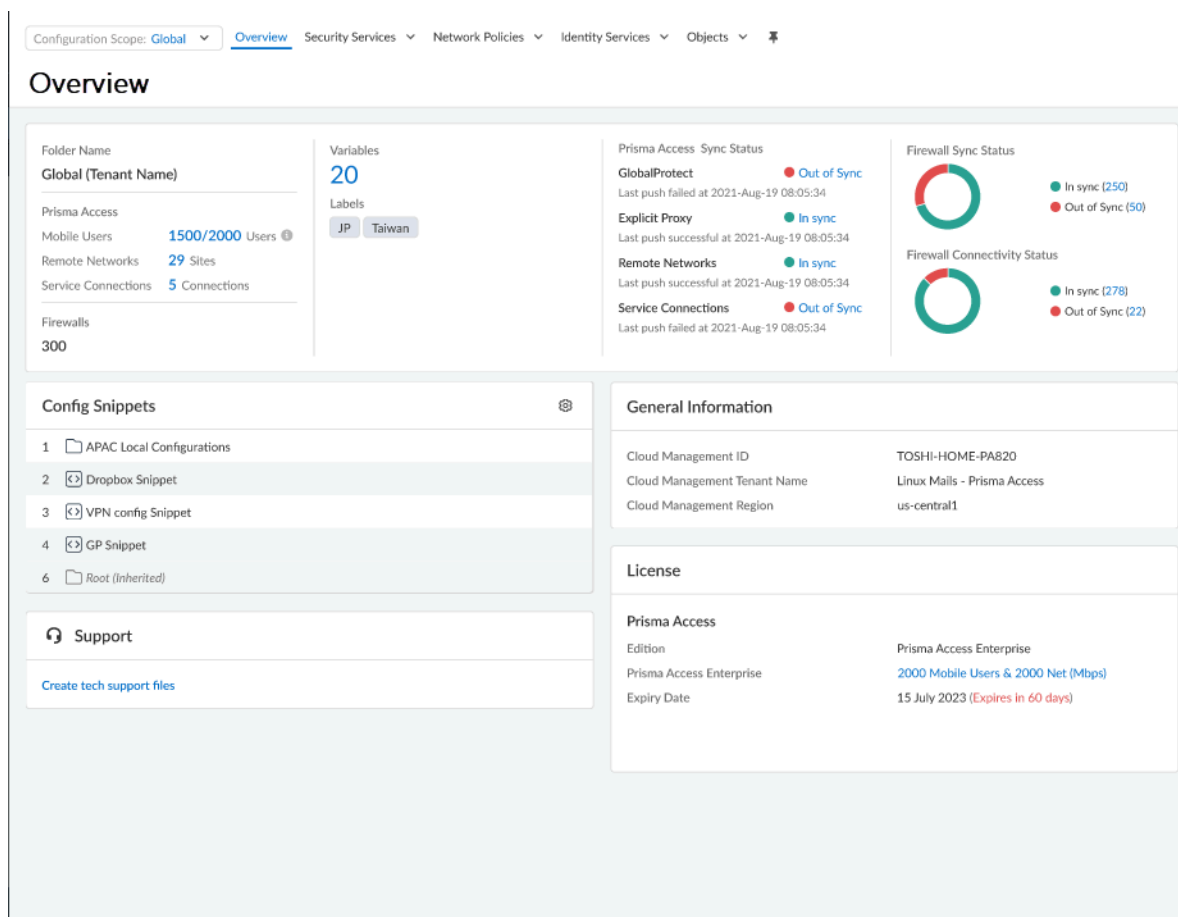 Configuration Scope: Global
Overview
Security Services
Network Policies
Identity Services
Objects
Overview
Folder Name
Global (Tenant Name)
Prisma Access
Mobile Users 1500/2000 Users
Remote Networks 29 Sites
Service Connections 5 Connections
Firewalls
300
Variables
20
Labels
JP Taiwan
Prisma Access Sync Status
GlobalProtect Out of Sync
Last push failed at 2021-Aug-19 08:05:34
Explicit Proxy In sync
Last push successful at 2021-Aug-19 08:05:34
Remote Networks In sync
Last push successful at 2021-Aug-19 08:05:34
Service Connections Out of Sync
Last push failed at 2021-Aug-19 08:05:34
Firewall Sync Status
In sync (250)
Out of Sync (50)
Firewall Connectivity Status
In sync (278)
Out of Sync (22)
Config Snippets
1 APAC Local Configurations
2 Dropbox Snippet
3 VPN config Snippet
4 GP Snippet
6 Root (Inherited)
Support
Create tech support files
General Information
Cloud Management ID TOSHI-HOME-PA820
Cloud Management Tenant Name Linux Mails - Prisma Access
Cloud Management Region us-central1
License
Prisma Access
Edition Prisma Access Enterprise
Prisma Access Enterprise 2000 Mobile Users & 2000 Net (Mbps)
Expiry Date 15 July 2023 (Expires in 60 days)